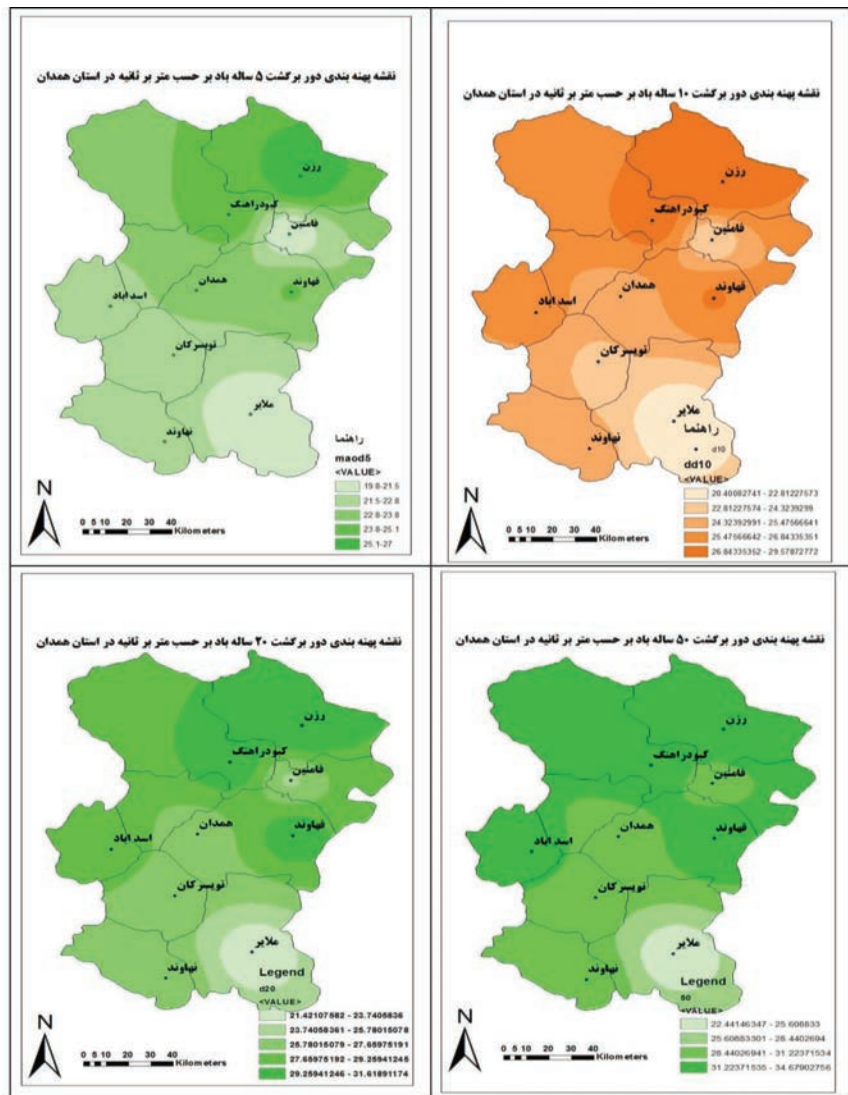 نقشه پهنه بندی دور برگشت 5 ساله باد بر حسب متر بر ثانیه در استان همدان
رزن
کبودراهنگ
فامنین
همدان
قهاوند
اسد اباد
تویسرکان
ملایر
نهاوند
راهنما
maod5
<VALUE>
19.8-21.5
21.5-22.8
22.8-23.8
23.8-25.1
25.1-27
N
0 5 10 20 30 40
Kilometers
نقشه پهنه بندی دور برگشت 10 ساله باد بر حسب متر بر ثانیه در استان همدان
رزن
کبودراهنگ
فامنین
همدان
قهاوند
اسد اباد
تویسرکان
ملایر
نهاوند
راهنما
d10
dd10
<VALUE>
20.40082741 - 22.81227573
22.81227574 - 24.3239299
24.32392991 - 25.47566641
25.47566642 - 26.84335351
26.84335352 - 29.57872772
N
0 5 10 20 30 40
Kilometers
نقشه پهنه بندی دور برگشت 20 ساله باد بر حسب متر بر ثانیه در استان همدان
رزن
کبودراهنگ
فامنین
همدان
قهاوند
اسد اباد
تویسرکان
ملایر
نهاوند
Legend
d20
<VALUE>
21.42107582 - 23.7405836
23.74058361 - 25.78015078
25.78015079 - 27.65975191
27.65975192 - 29.25941245
29.25941246 - 31.61891174
N
0 5 10 20 30 40
Kilometers
نقشه پهنه بندی دور برگشت 50 ساله باد بر حسب متر بر ثانیه در استان همدان
رزن
کبودراهنگ
فامنین
همدان
قهاوند
اسد اباد
تویسرکان
ملایر
نهاوند
Legend
50
<VALUE>
22.44146347 - 25.606833
25.60683301 - 28.4402694
28.44026941 - 31.22371534
31.22371535 - 34.67902756
N
0 5 10 20 30 40
Kilometers